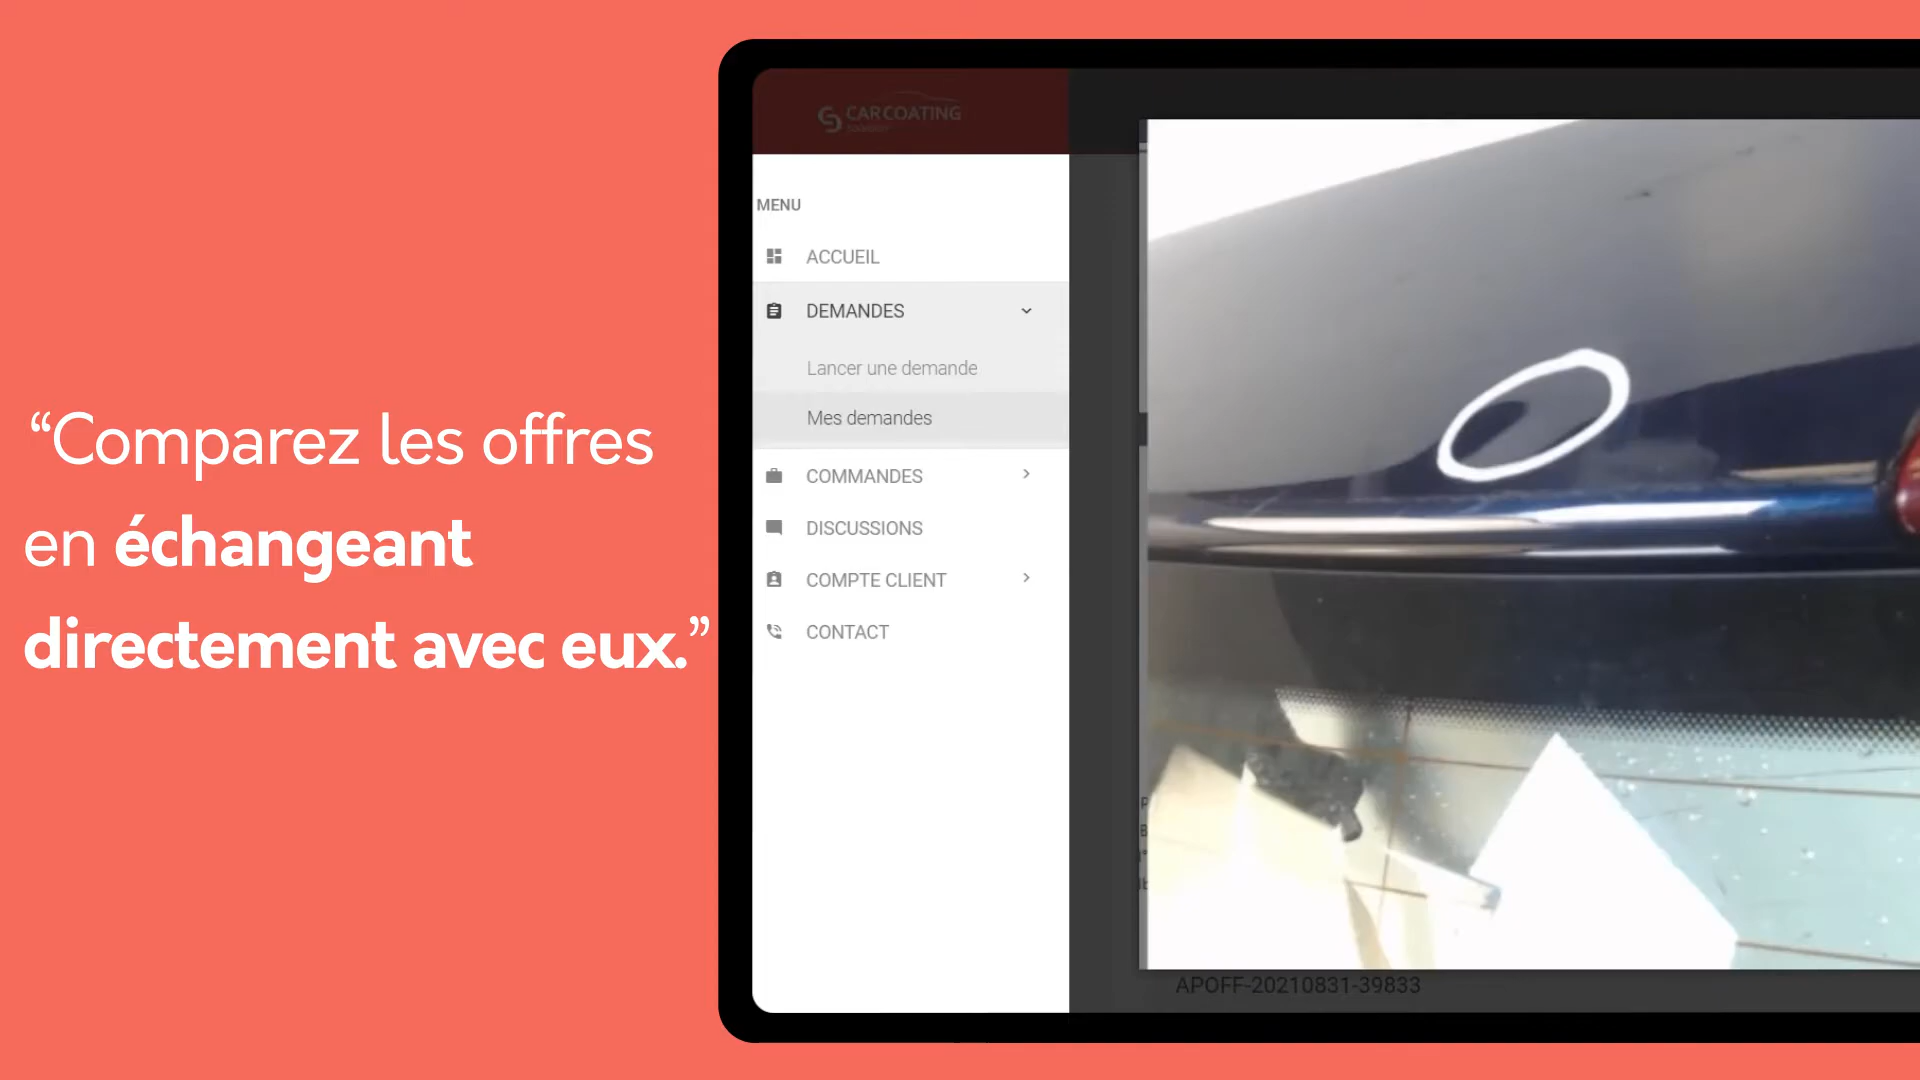 “Comparez les offres
en échangeant
directement avec eux.”
CARCOATING
MENU
ACCUEIL
DEMANDES
Lancer une demande
Mes demandes
COMMANDES
DISCUSSIONS
COMPTE CLIENT
CONTACT
APOFF-20210831-39833